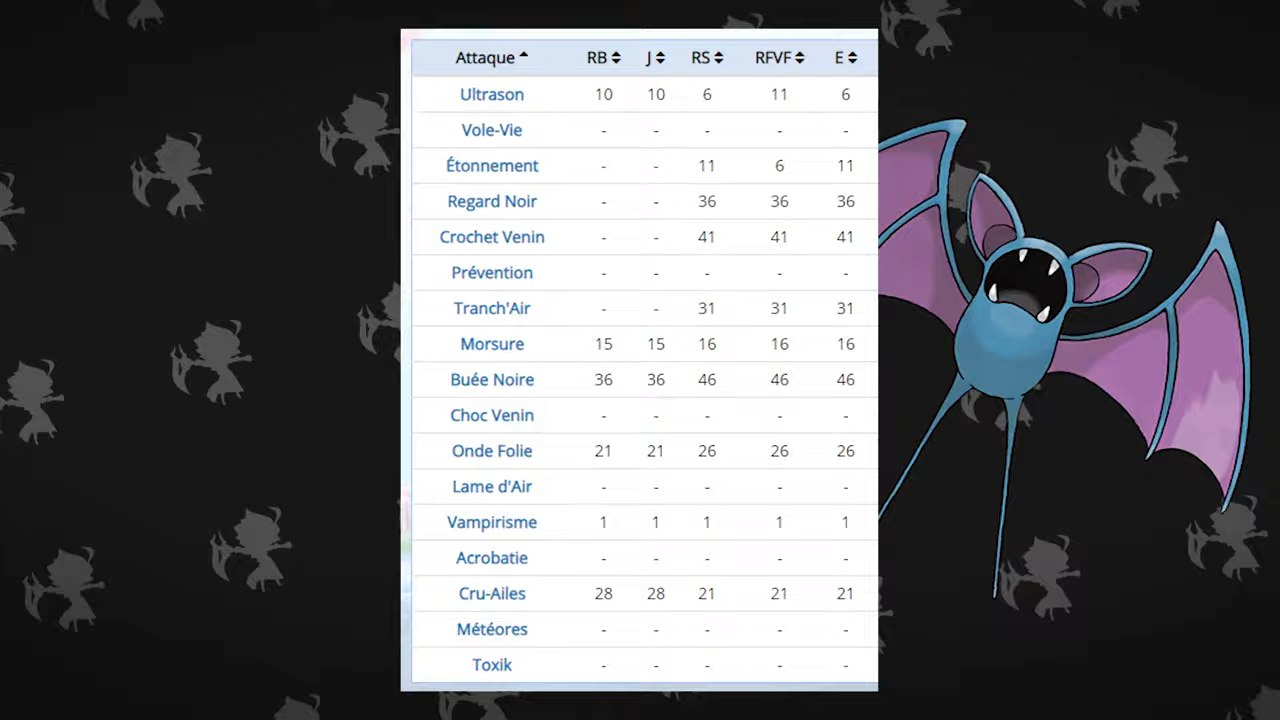 Attaque RB J RS RFVF E
Ultrason 10 10 6 11 6
Vole-Vie - - - - -
Étonnement - - 11 6 11
Regard Noir - - 36 36 36
Crochet Venin - - 41 41 41
Prévention - - - - -
Tranch'Air - - 31 31 31
Morsure 15 15 16 16 16
Buée Noire 36 36 46 46 46
Choc Venin - - - - -
Onde Folie 21 21 26 26 26
Lame d'Air - - - - -
Vampirisme 1 1 1 1 1
Acrobatie - - - - -
Cru-Ailes 28 28 21 21 21
Météores - - - - -
Toxik - - - - -